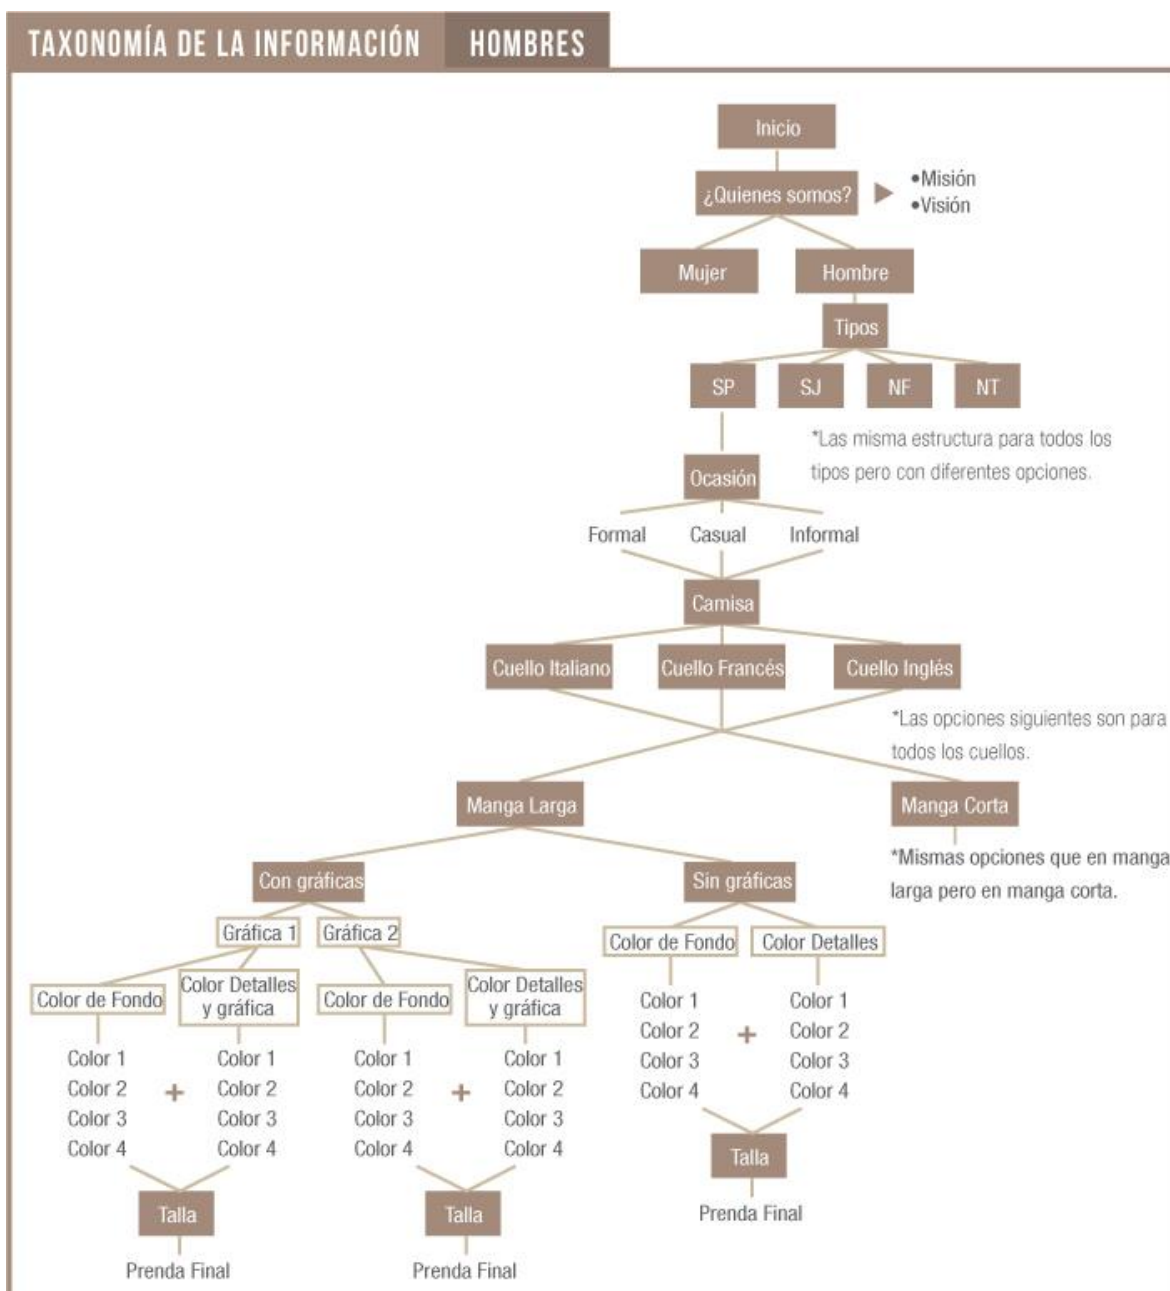 TAXONOMÍA DE LA INFORMACIÓN HOMBRES
Inicio
¿Quienes somos?
•Misión
•Visión
Mujer Hombre
Tipos
SP SJ NF NT
*Las misma estructura para todos los
tipos pero con diferentes opciones.
Ocasión
Formal Casual Informal
Camisa
Cuello Italiano Cuello Francés Cuello Inglés
*Las opciones siguientes son para
todos los cuellos.
Manga Larga Manga Corta
*Mismas opciones que en manga
larga pero en manga corta.
Con gráficas Sin gráficas
Gráfica 1 Gráfica 2
Color de Fondo
Color Detalles
y gráfica
Color de Fondo
Color Detalles
y gráfica
Color 1 Color 1 Color 1 Color 1
Color 2 + Color 2 Color 2 + Color 2
Color 3 Color 3 Color 3 Color 3
Color 4 Color 4 Color 4 Color 4
Talla Talla
Prenda Final Prenda Final
Color de Fondo Color Detalles
Color 1 Color 1
Color 2 + Color 2
Color 3 Color 3
Color 4 Color 4
Talla
Prenda Final